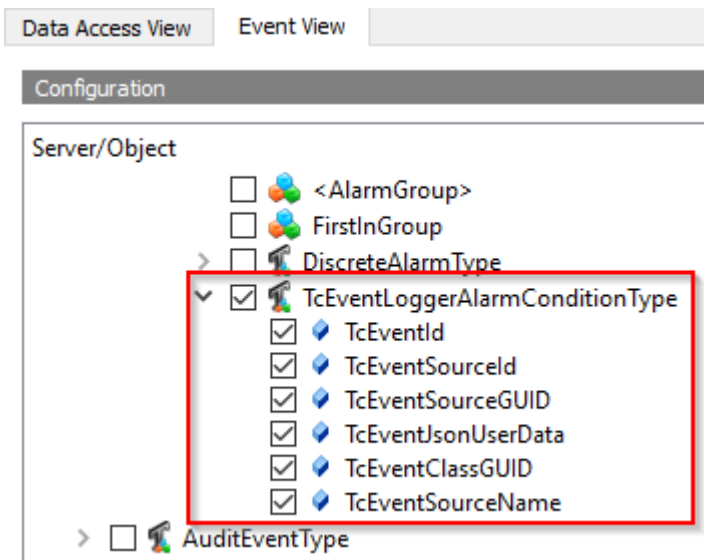 Data Access View Event View
Configuration
Server/Object
<AlarmGroup>
FirstInGroup
DiscreteAlarmType
TcEventLoggerAlarmConditionType
TcEventId
TcEventSourceId
TcEventSourceGUID
TcEventJsonUserData
TcEventClassGUID
TcEventSourceName
AuditEventType